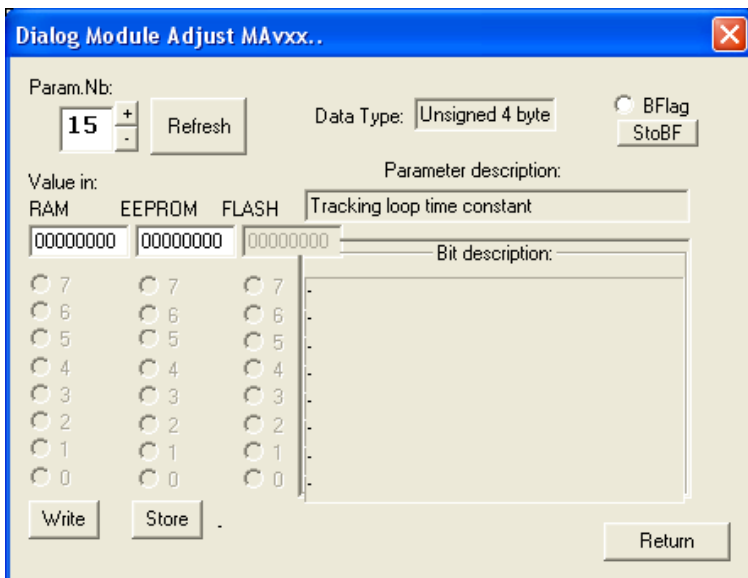 Dialog Module Adjust MAvxx..
Param.Nb:
15
+
-
Refresh
Data Type: Unsigned 4 byte
BFlag
StoBF
Value in:
Parameter description:
RAM EEPROM FLASH
Tracking loop time constant
00000000 00000000 00000000
Bit description:
7 7 7 -
6 6 6 -
5 5 5 -
4 4 4 -
3 3 3 -
2 2 2 -
1 1 1 -
0 0 0 -
Write Store .
Return